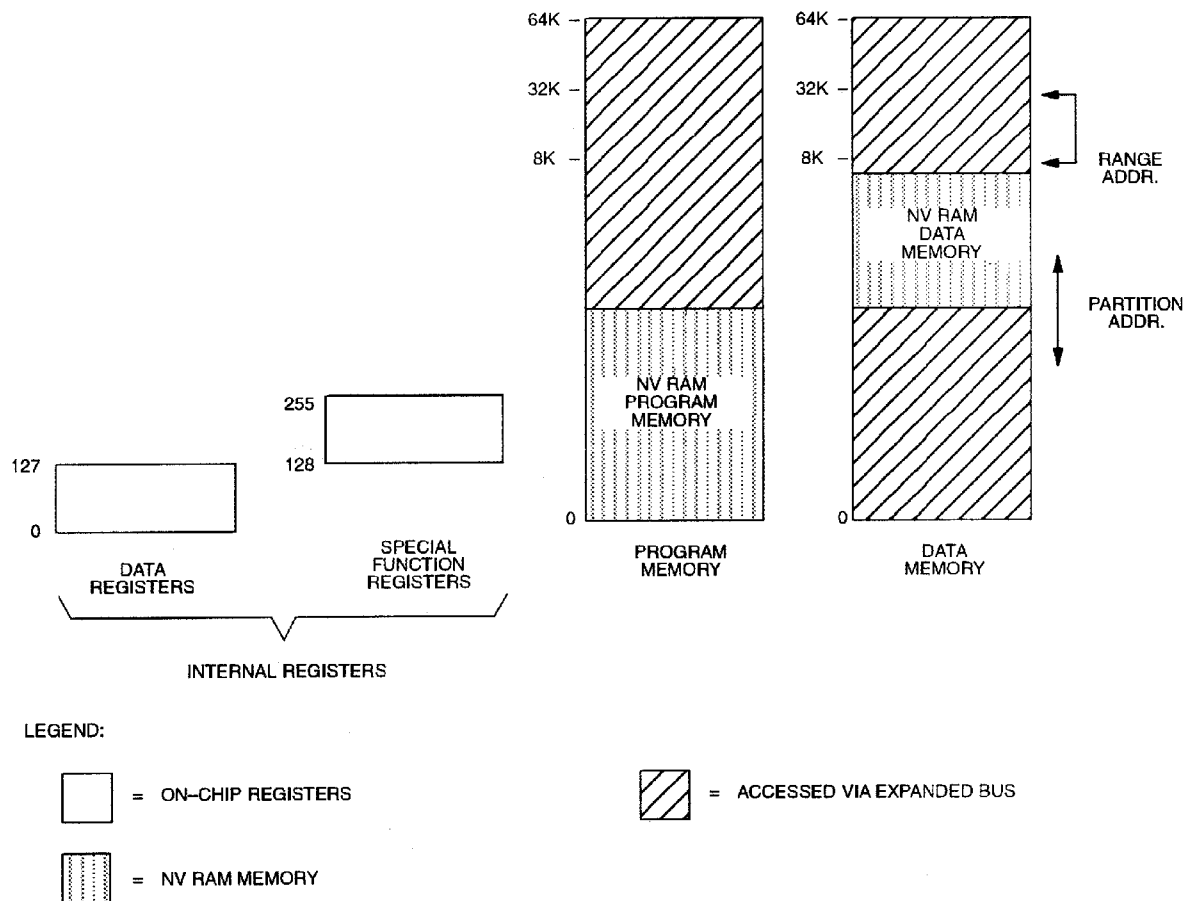 64K
32K
8K
0
NV RAM
PROGRAM
MEMORY
PROGRAM
MEMORY
64K
32K
8K
0
NV RAM
DATA
MEMORY
DATA
MEMORY
RANGE
ADDR.
PARTITION
ADDR.
127
0
DATA
REGISTERS
255
128
SPECIAL
FUNCTION
REGISTERS
INTERNAL REGISTERS
LEGEND:
= ON–CHIP REGISTERS
= ACCESSED VIA EXPANDED BUS
= NV RAM MEMORY